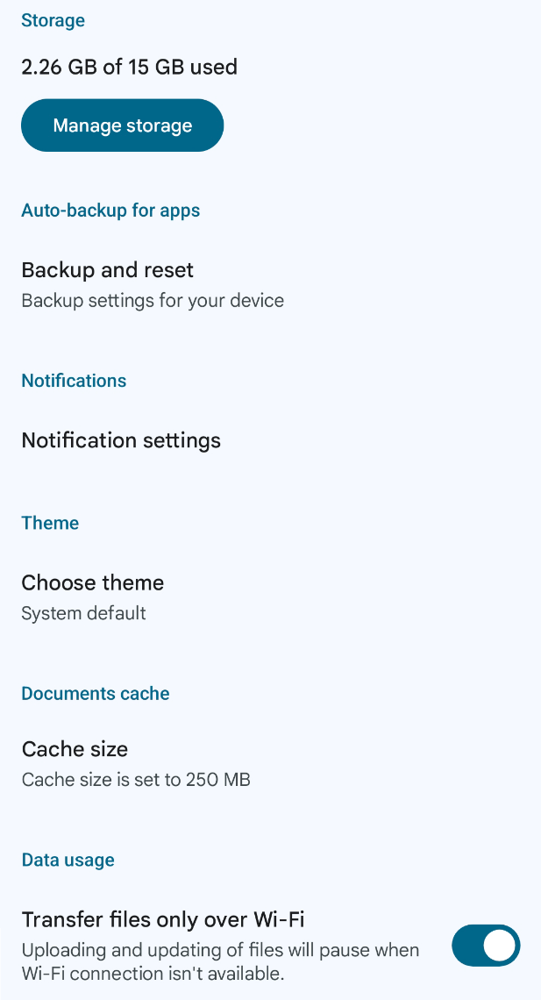 Storage
2.26 GB of 15 GB used
Manage storage
Auto-backup for apps
Backup and reset
Backup settings for your device
Notifications
Notification settings
Theme
Choose theme
System default
Documents cache
Cache size
Cache size is set to 250 MB
Data usage
Transfer files only over Wi-Fi
Uploading and updating of files will pause when
Wi-Fi connection isn't available.